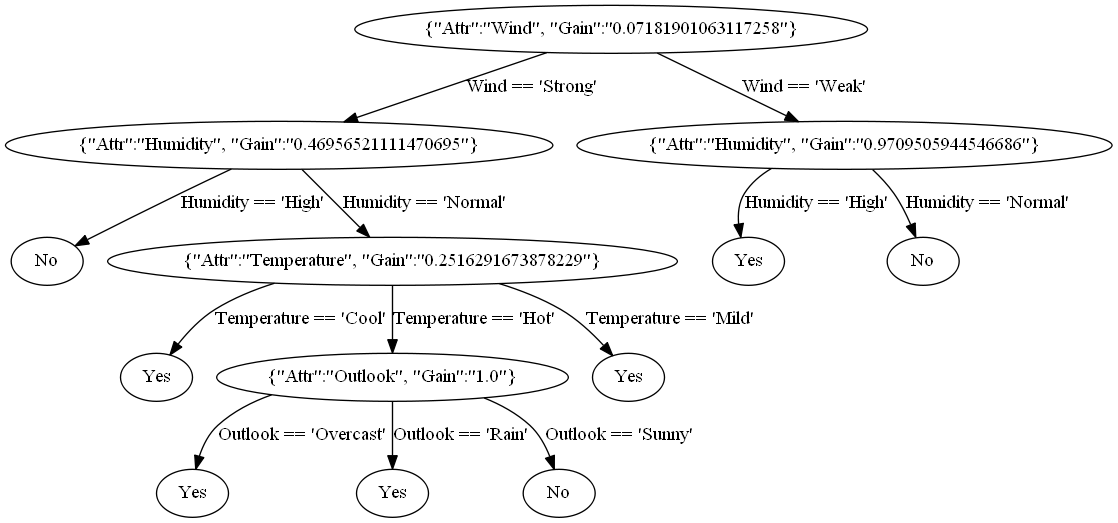 {"Attr":"Wind", "Gain":"0.07181901063117258"}
Wind == 'Strong'
Wind == 'Weak'
{"Attr":"Humidity", "Gain":"0.46956521111470695"}
{"Attr":"Humidity", "Gain":"0.9709505944546686"}
Humidity == 'High'
Humidity == 'Normal'
Humidity == 'High'
Humidity == 'Normal'
No
{"Attr":"Temperature", "Gain":"0.2516291673878229"}
Yes
No
Temperature == 'Cool'
Temperature == 'Hot'
Temperature == 'Mild'
Yes
{"Attr":"Outlook", "Gain":"1.0"}
Yes
Outlook == 'Overcast'
Outlook == 'Rain'
Outlook == 'Sunny'
Yes
Yes
No